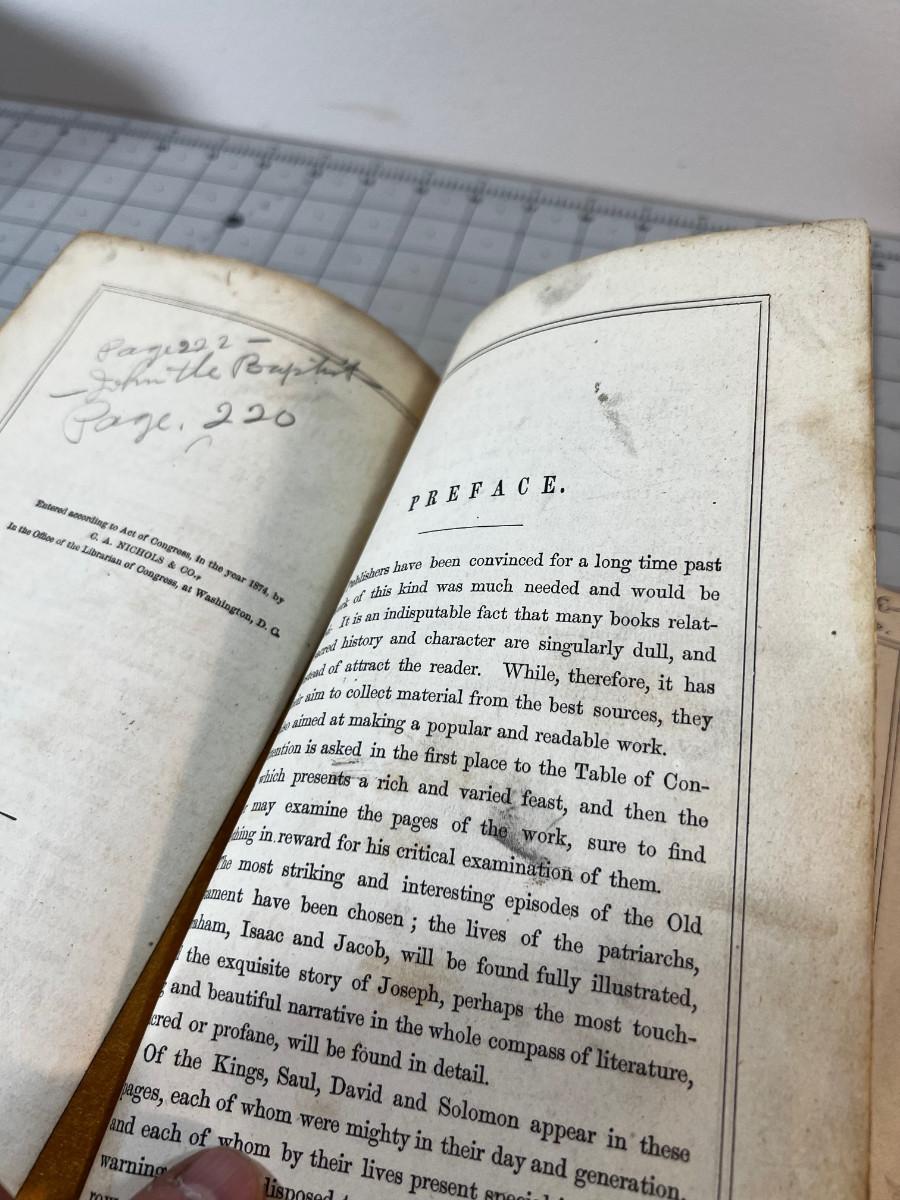 Page 222 –
– John the Baptist –
Page. 220
Entered according to Act of Congress, in the year 1874, by
C. A. NICHOLS & CO.,
In the Office of the Librarian of Congress, at Washington, D. C.
PREFACE.
ublishers have been convinced for a long time past
of this kind was much needed and would be
It is an indisputable fact that many books relat-
cred history and character are singularly dull, and
tead of attract the reader. While, therefore, it has
aim to collect material from the best sources, they
aimed at making a popular and readable work.
ention is asked in the first place to the Table of Con-
which presents a rich and varied feast, and then the
may examine the pages of the work, sure to find
thing in reward for his critical examination of them.
The most striking and interesting episodes of the Old
ament have been chosen; the lives of the patriarchs,
aham, Isaac and Jacob, will be found fully illustrated,
the exquisite story of Joseph, perhaps the most touch-
and beautiful narrative in the whole compass of literature,
cred or profane, will be found in detail.
Of the Kings, Saul, David and Solomon appear in these
pages, each of whom were mighty in their day and generation,
and each of whom by their lives present
warning